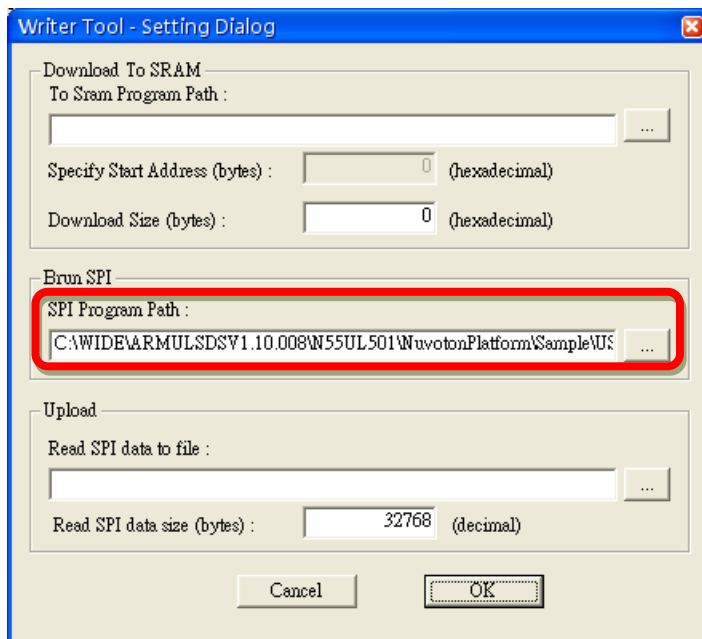 Writer Tool - Setting Dialog
Download To SRAM
To Sram Program Path :
...
Specify Start Address (bytes) : 0 (hexadecimal)
Download Size (bytes) : 0 (hexadecimal)
Brun SPI
SPI Program Path :
C:\WIDE\ARMULSDSV1.10.008\N55UL501\NuvotonPlatform\Sample\US ...
Upload
Read SPI data to file :
...
Read SPI data size (bytes) : 32768 (decimal)
Cancel OK